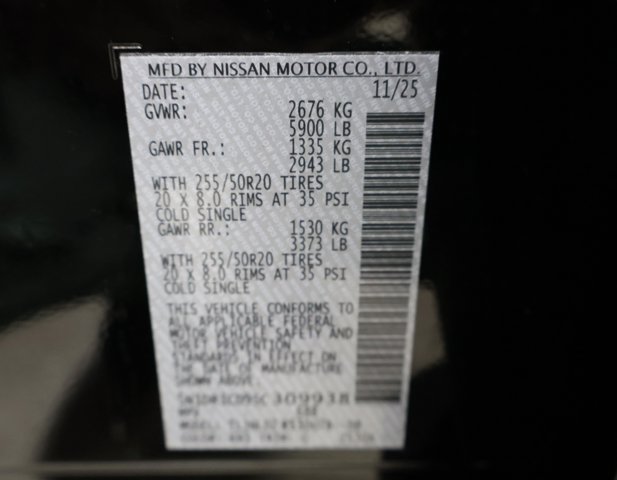 MFD BY NISSAN MOTOR CO., LTD.
DATE: 11/25
GVWR: 2676 KG
5900 LB
GAWR FR.: 1335 KG
2943 LB
WITH 255/50R20 TIRES
20 X 8.0 RIMS AT 35 PSI
COLD SINGLE
GAWR RR.: 1530 KG
3373 LB
WITH 255/50R20 TIRES
20 X 8.0 RIMS AT 35 PSI
COLD SINGLE
THIS VEHICLE CONFORMS TO
ALL APPLICABLE FEDERAL
MOTOR VEHICLE SAFETY AND
THEFT PREVENTION
STANDARDS IN EFFECT ON
THE DATE OF MANUFACTURE
SHOWN ABOVE